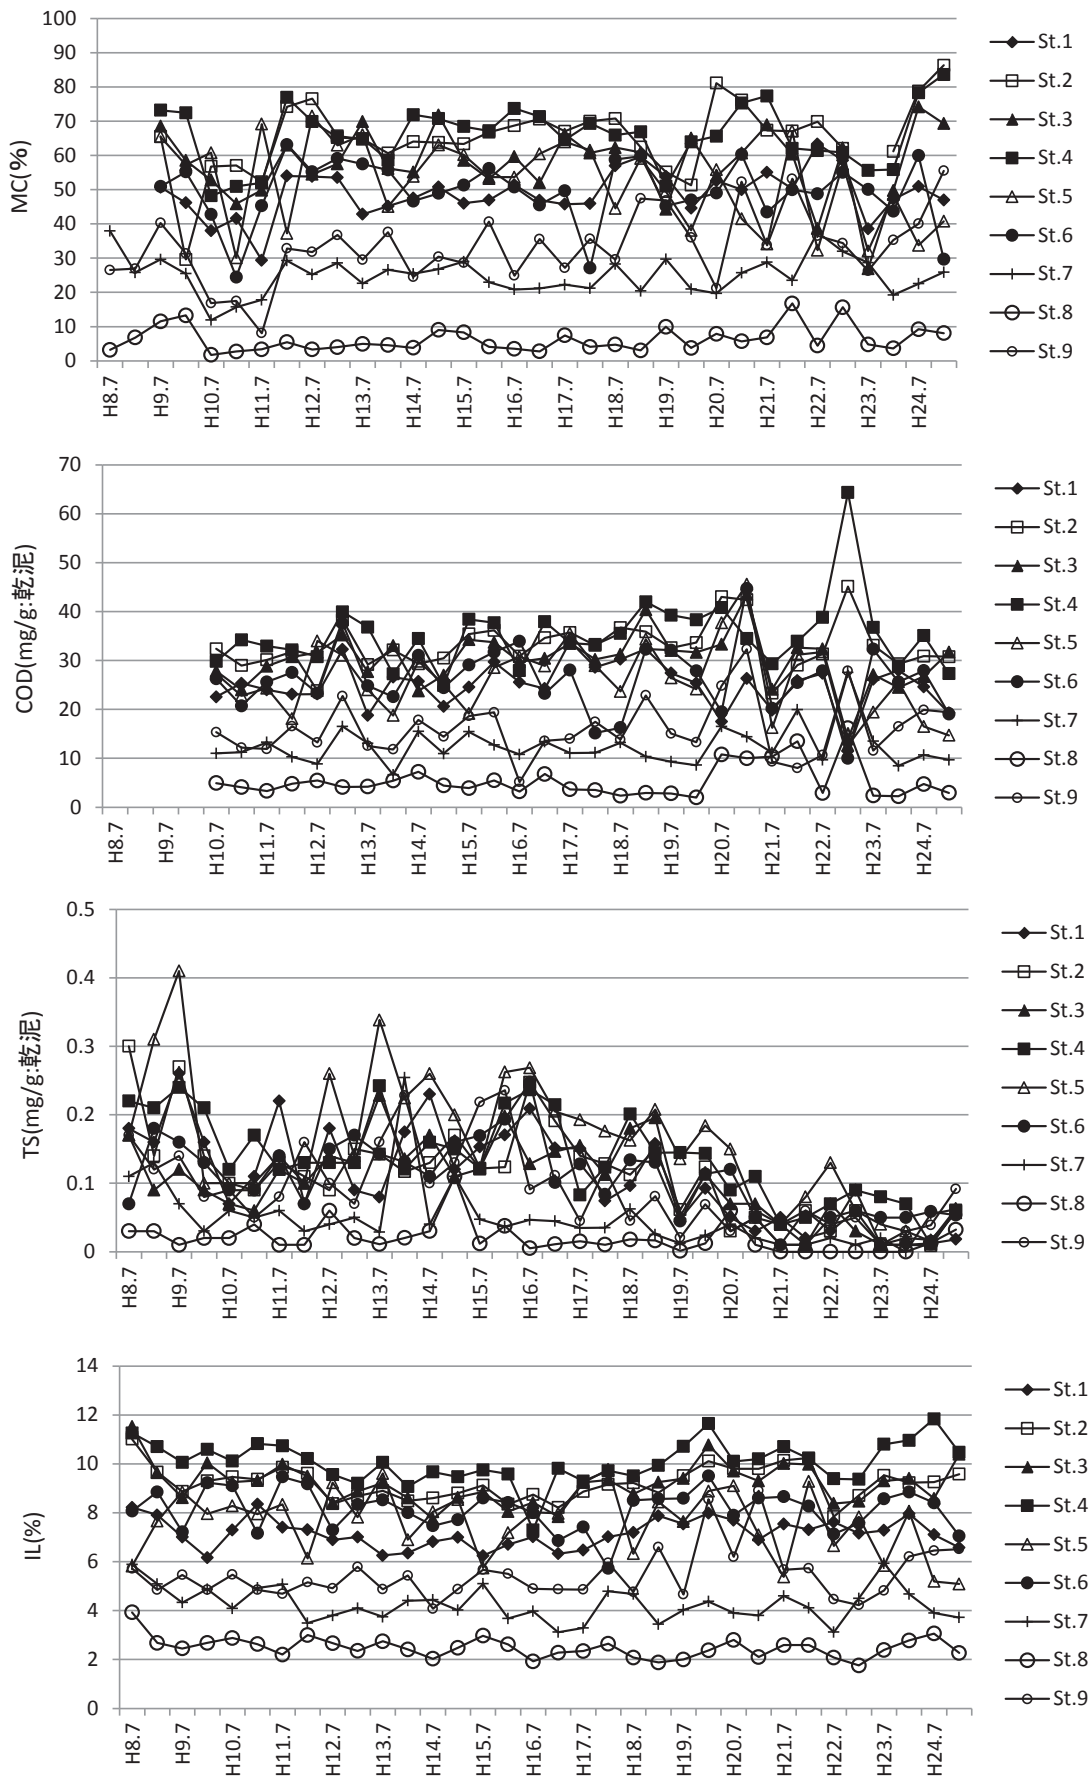 MC(%)
100
90
80
70
60
50
40
30
20
10
0
H8.7
H9.7
H10.7
H11.7
H12.7
H13.7
H14.7
H15.7
H16.7
H17.7
H18.7
H19.7
H20.7
H21.7
H22.7
H23.7
H24.7
St.1
St.2
St.3
St.4
St.5
St.6
St.7
St.8
St.9
COD(mg/g:乾泥)
70
60
50
40
30
20
10
0
H8.7
H9.7
H10.7
H11.7
H12.7
H13.7
H14.7
H15.7
H16.7
H17.7
H18.7
H19.7
H20.7
H21.7
H22.7
H23.7
H24.7
St.1
St.2
St.3
St.4
St.5
St.6
St.7
St.8
St.9
TS(mg/g:乾泥)
0.5
0.4
0.3
0.2
0.1
0
H8.7
H9.7
H10.7
H11.7
H12.7
H13.7
H14.7
H15.7
H16.7
H17.7
H18.7
H19.7
H20.7
H21.7
H22.7
H23.7
H24.7
St.1
St.2
St.3
St.4
St.5
St.6
St.7
St.8
St.9
IL(%)
14
12
10
8
6
4
2
0
H8.7
H9.7
H10.7
H11.7
H12.7
H13.7
H14.7
H15.7
H16.7
H17.7
H18.7
H19.7
H20.7
H21.7
H22.7
H23.7
H24.7
St.1
St.2
St.3
St.4
St.5
St.6
St.7
St.8
St.9